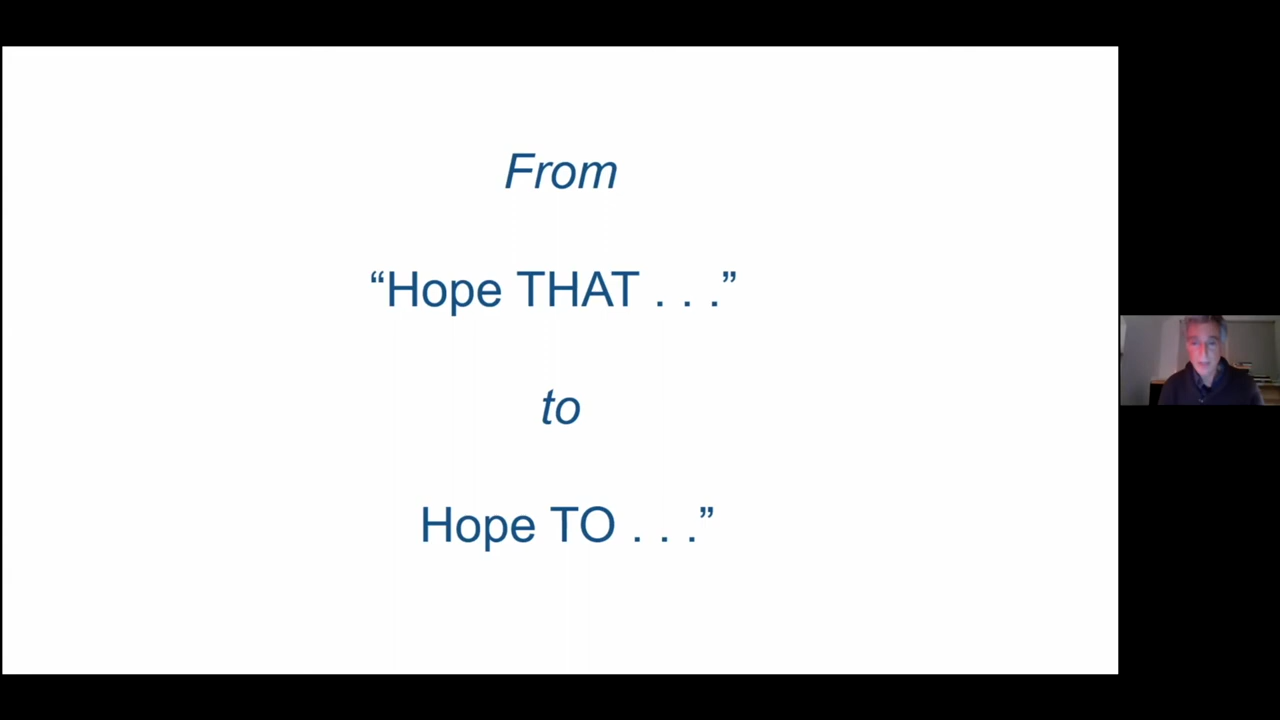 From
“Hope THAT . . .”
to
Hope TO . . .”